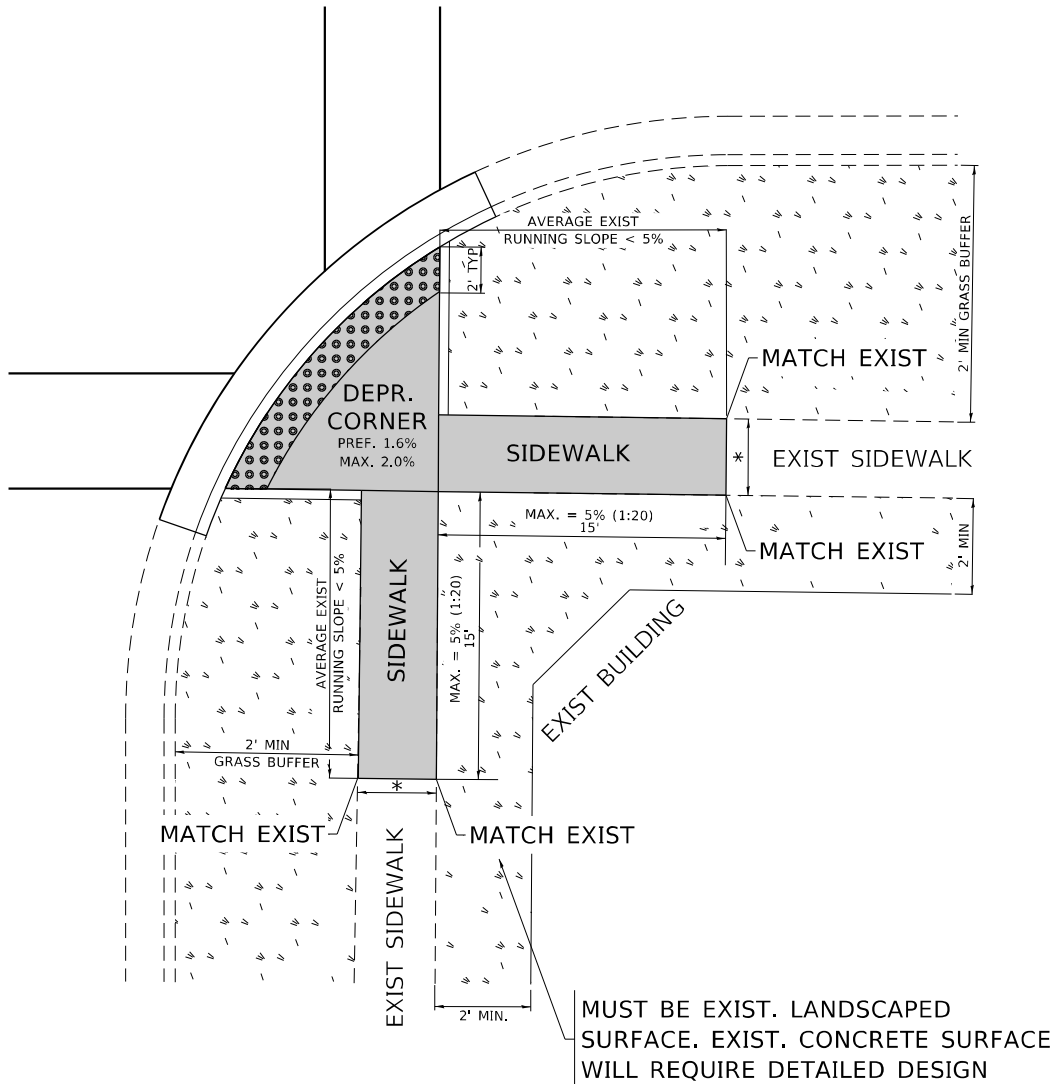 AVERAGE EXIST
RUNNING SLOPE < 5%
2' TYP
2' MIN GRASS BUFFER
MATCH EXIST
DEPR.
CORNER
PREF. 1.6%
MAX. 2.0%
SIDEWALK
*
EXIST SIDEWALK
MAX. = 5% (1:20)
15'
MATCH EXIST
2' MIN
AVERAGE EXIST
RUNNING SLOPE < 5%
SIDEWALK
MAX. = 5% (1:20)
15'
EXIST BUILDING
2' MIN
GRASS BUFFER
*
MATCH EXIST
MATCH EXIST
EXIST SIDEWALK
2' MIN.
MUST BE EXIST. LANDSCAPED
SURFACE. EXIST. CONCRETE SURFACE
WILL REQUIRE DETAILED DESIGN